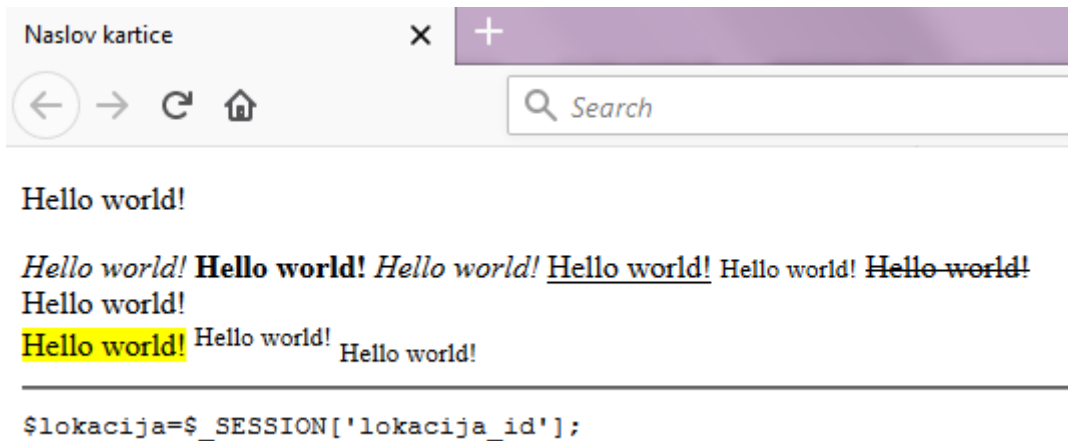 Naslov kartice
Search
Hello world!
Hello world! Hello world! Hello world! Hello world! Hello world! Hello world!
Hello world!
Hello world! Hello world! Hello world!
$lokacija=$_SESSION['lokacija_id'];